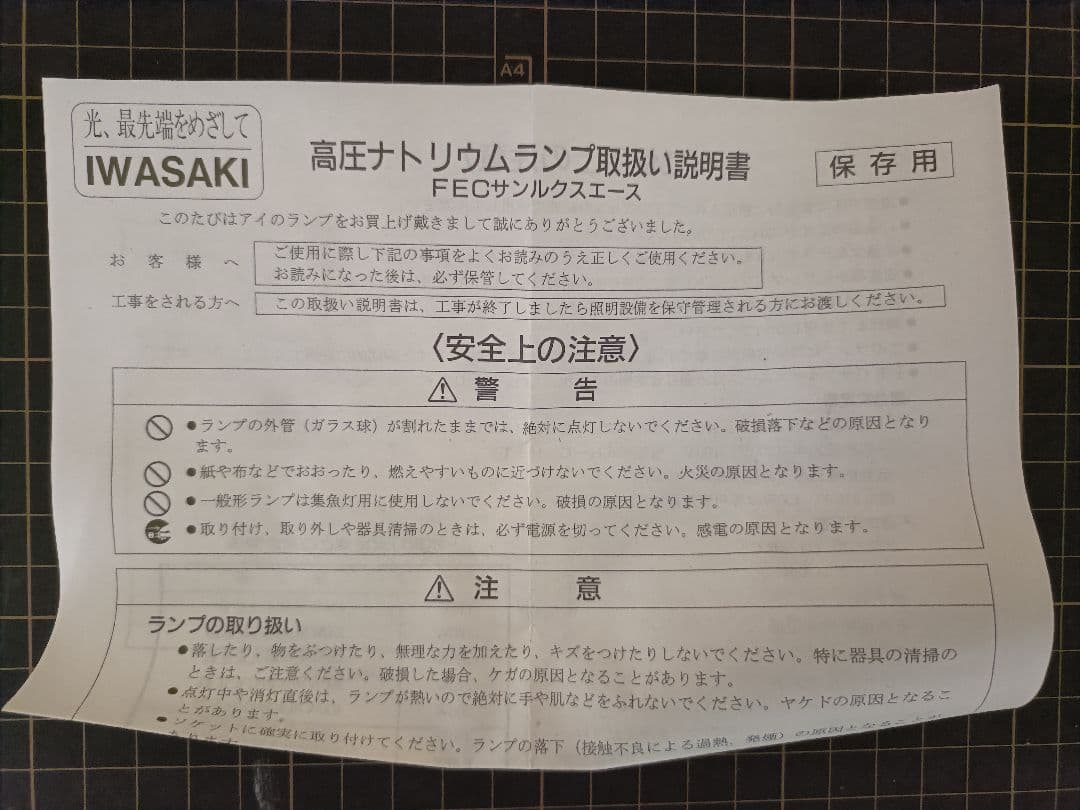 A4
光、最先端をめざして
IWASAKI
高圧ナトリウムランプ取扱い説明書
FECサンルクスエース
保存用
このたびはアイのランプをお買上げ戴きまして誠にありがとうございました。
お客様へ
ご使用に際し下記の事項をよくお読みのうえ正しくご使用ください。
お読みになった後は、必ず保管してください。
工事をされる方へ
この取扱い説明書は、工事が終了しましたら照明設備を保守管理される方にお渡しください。
〈安全上の注意〉
⚠ 警告
●ランプの外管（ガラス球）が割れたままでは、絶対に点灯しないでください。破損落下などの原因となり
ます。
●紙や布などでおおったり、燃えやすいものに近づけないでください。火災の原因となります。
●一般形ランプは集魚灯用に使用しないでください。破損の原因となります。
●取り付け、取り外しや器具清掃のときは、必ず電源を切ってください。感電の原因となります。
⚠ 注意
ランプの取り扱い
●落したり、物をぶつけたり、無理な力を加えたり、キズをつけたりしないでください。特に器具の清掃の
ときは、ご注意ください。破損した場合、ケガの原因となることがあります。
●点灯中や消灯直後は、ランプが熱いので絶対に手や肌などをふれないでください。ヤケドの原因となるこ
とがあります。
●ソケットに確実に取り付けてください。ランプの落下（接触不良による過熱、発煙）の原因となることが
あります。